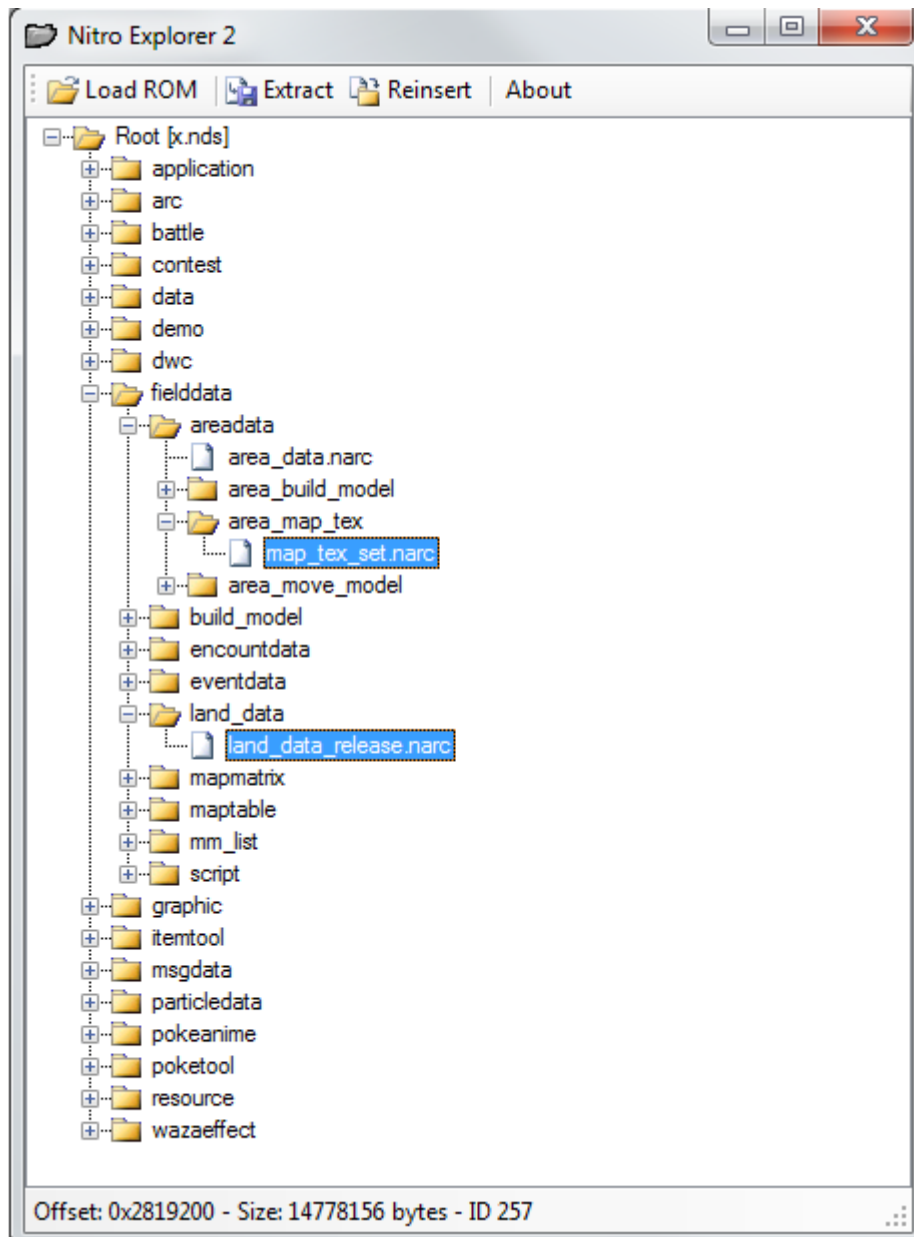 Nitro Explorer 2
Load ROM Extract Reinsert About
Root [x.nds]
application
arc
battle
contest
data
demo
dwc
fielddata
areadata
area_data.narc
area_build_model
area_map_tex
map_tex_set.narc
area_move_model
build_model
encountdata
eventdata
land_data
land_data_release.narc
mapmatrix
maptable
mm_list
script
graphic
itemtool
msgdata
particledata
pokeanime
poketool
resource
wazaeffect
Offset: 0x2819200 - Size: 14778156 bytes - ID 257